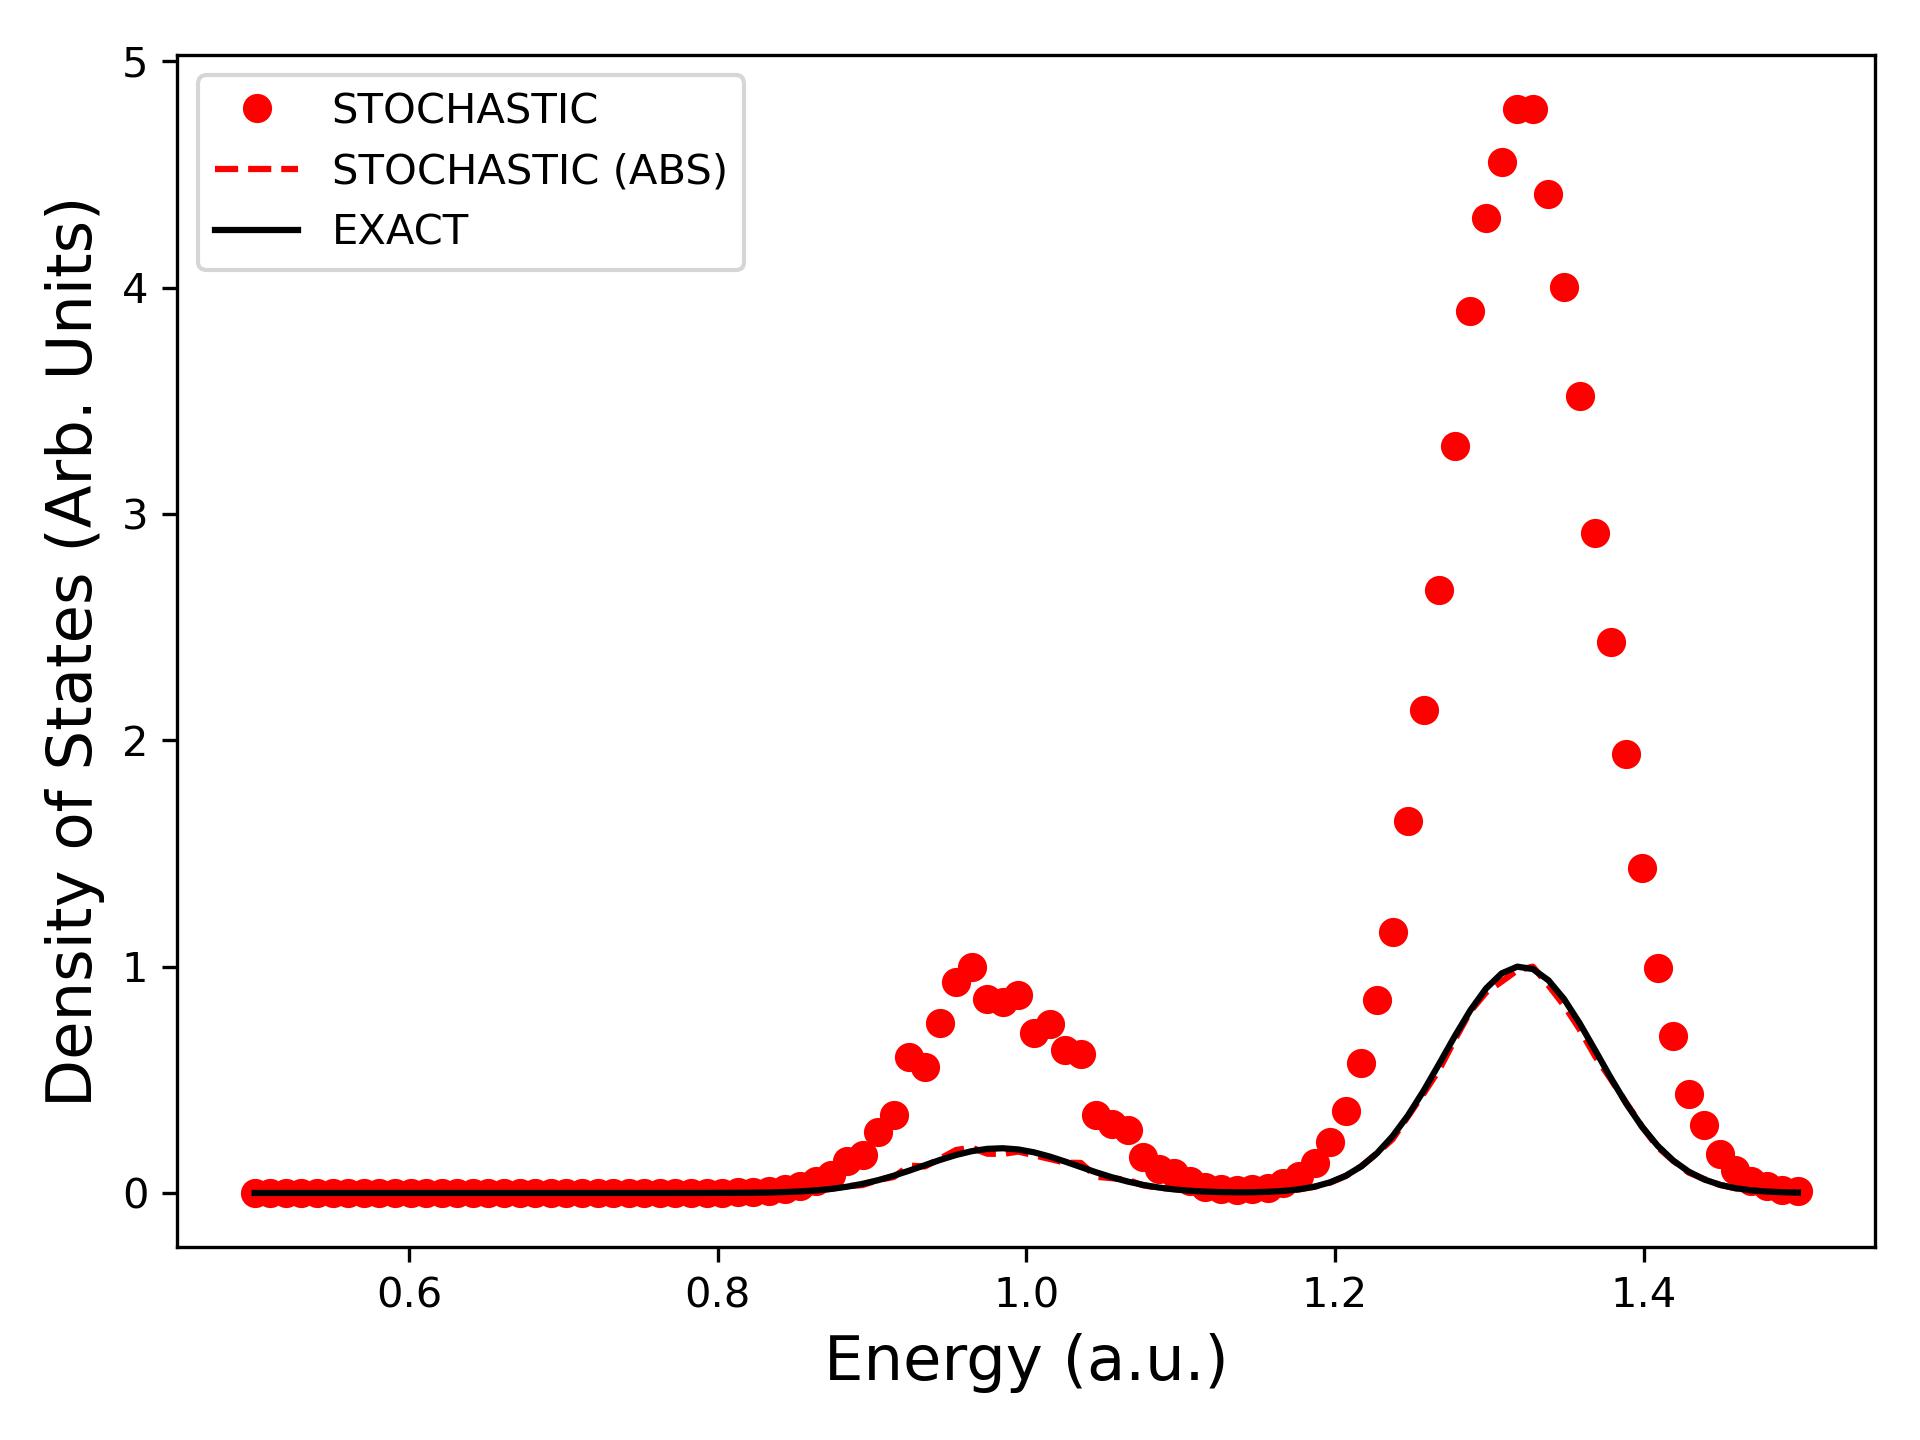 5
4
3
2
1
0
STOCHASTIC
STOCHASTIC (ABS)
EXACT
Density of States (Arb. Units)
0.6 0.8 1.0 1.2 1.4
Energy (a.u.)